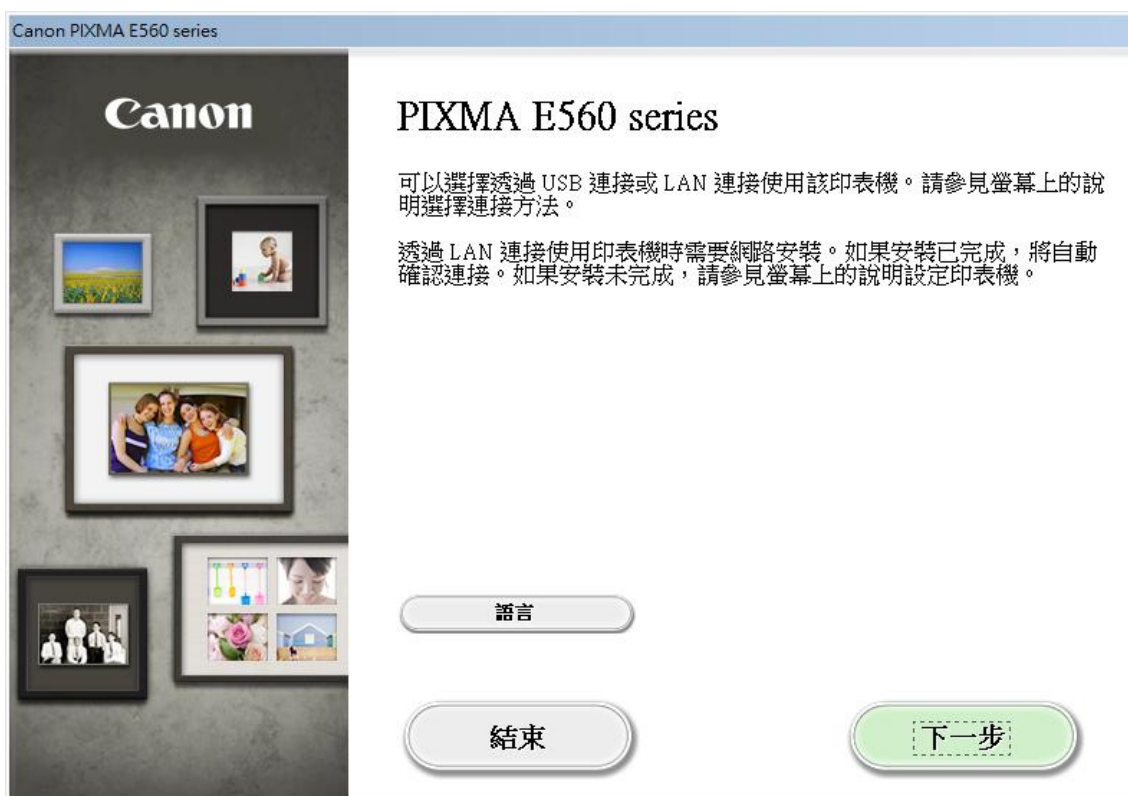 Canon PIXMA E560 series
Canon
PIXMA E560 series
可以選擇透過 USB 連接或 LAN 連接使用該印表機。請參見螢幕上的說
明選擇連接方法。
透過 LAN 連接使用印表機時需要網路安裝。如果安裝已完成，將自動
確認連接。如果安裝未完成，請參見螢幕上的說明設定印表機。
語言
結束
下一步